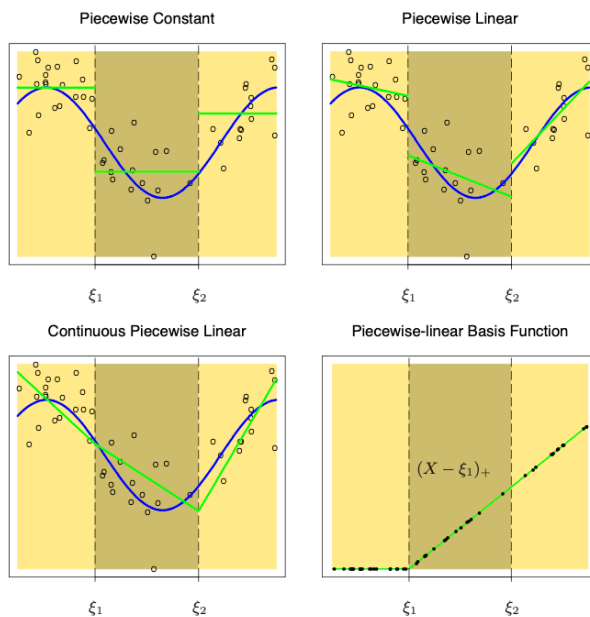 Piecewise Constant
Piecewise Linear
ξ₁ ξ₂
ξ₁ ξ₂
Continuous Piecewise Linear
Piecewise-linear Basis Function
(X − ξ₁)₊
ξ₁ ξ₂
ξ₁ ξ₂